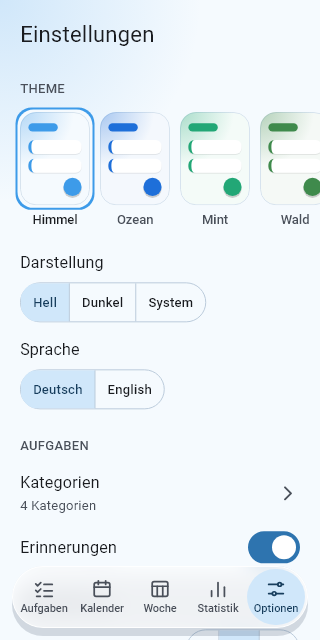 Einstellungen
THEME
Himmel Ozean Mint Wald
Darstellung
Hell Dunkel System
Sprache
Deutsch English
AUFGABEN
Kategorien
4 Kategorien
Erinnerungen
Aufgaben Kalender Woche Statistik Optionen